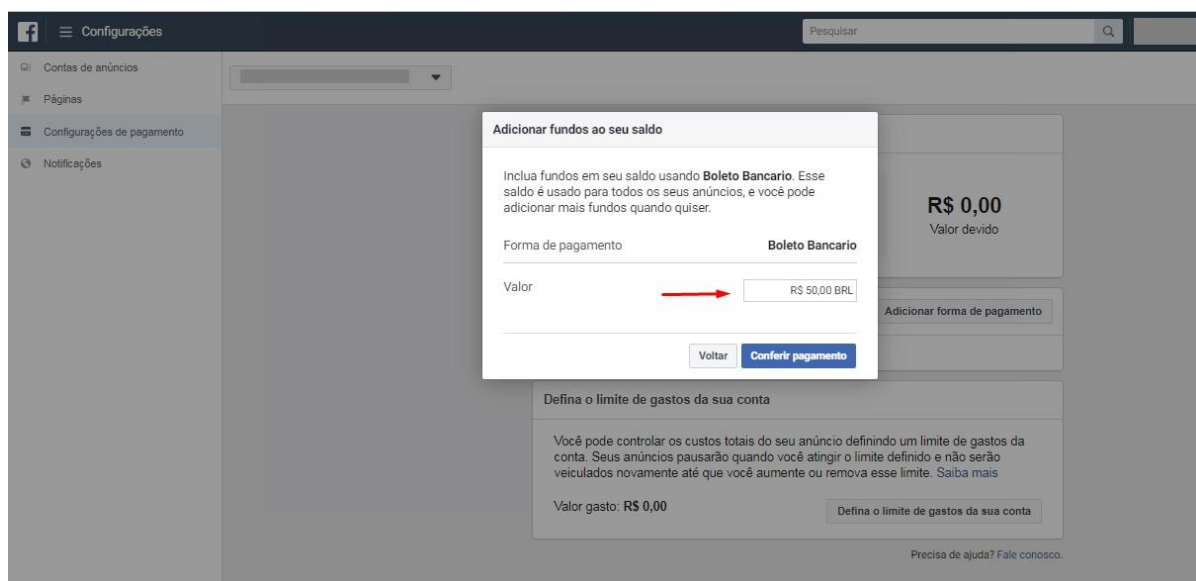 f
Configurações
Pesquisar
Contas de anúncios
Páginas
Configurações de pagamento
Notificações
Adicionar fundos ao seu saldo
Inclua fundos em seu saldo usando Boleto Bancario. Esse
saldo é usado para todos os seus anúncios, e você pode
adicionar mais fundos quando quiser.
Forma de pagamento Boleto Bancario
Valor R$ 50,00 BRL
Voltar Conferir pagamento
R$ 0,00
Valor devido
Adicionar forma de pagamento
Defina o limite de gastos da sua conta
Você pode controlar os custos totais do seu anúncio definindo um limite de gastos da
conta. Seus anúncios pausarão quando você atingir o limite definido e não serão
veiculados novamente até que você aumente ou remova esse limite. Saiba mais
Valor gasto: R$ 0,00 Defina o limite de gastos da sua conta
Precisa de ajuda? Fale conosco.